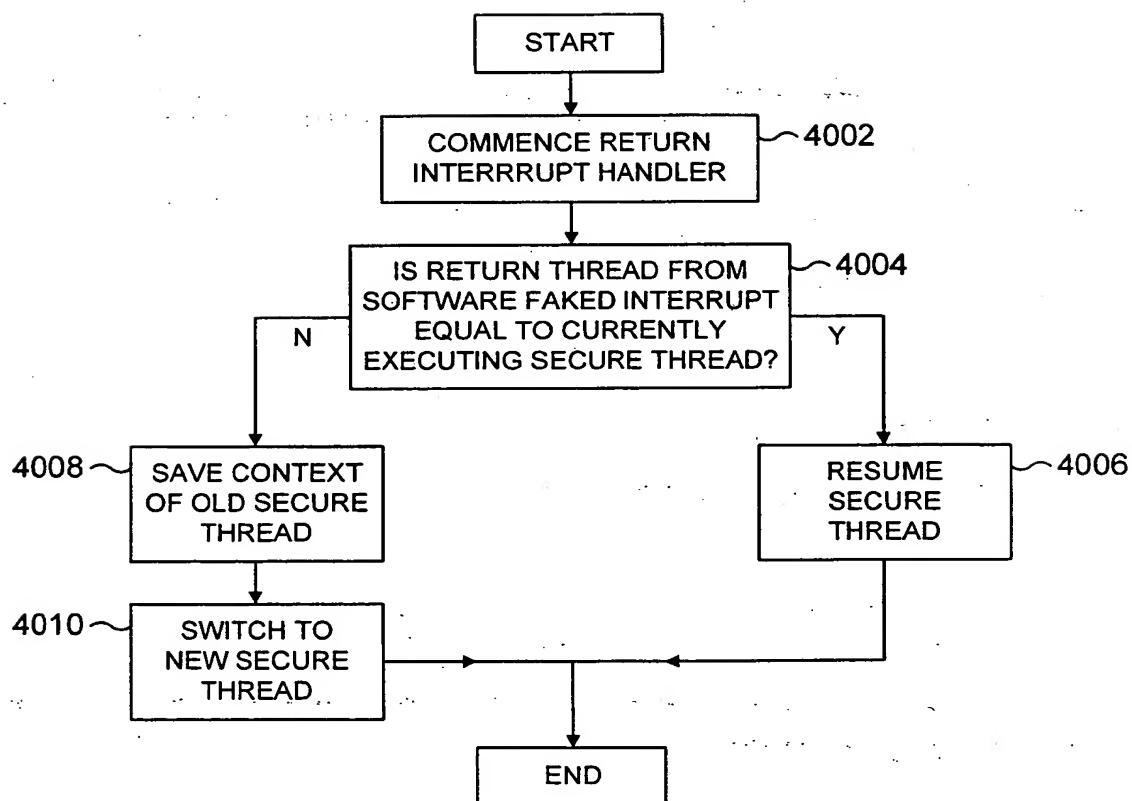 START
COMMENCE RETURN
INTERRRUPT HANDLER
4002
IS RETURN THREAD FROM
SOFTWARE FAKED INTERRUPT
EQUAL TO CURRENTLY
EXECUTING SECURE THREAD?
4004
N
Y
4008
SAVE CONTEXT
OF OLD SECURE
THREAD
RESUME
SECURE
THREAD
4006
4010
SWITCH TO
NEW SECURE
THREAD
END